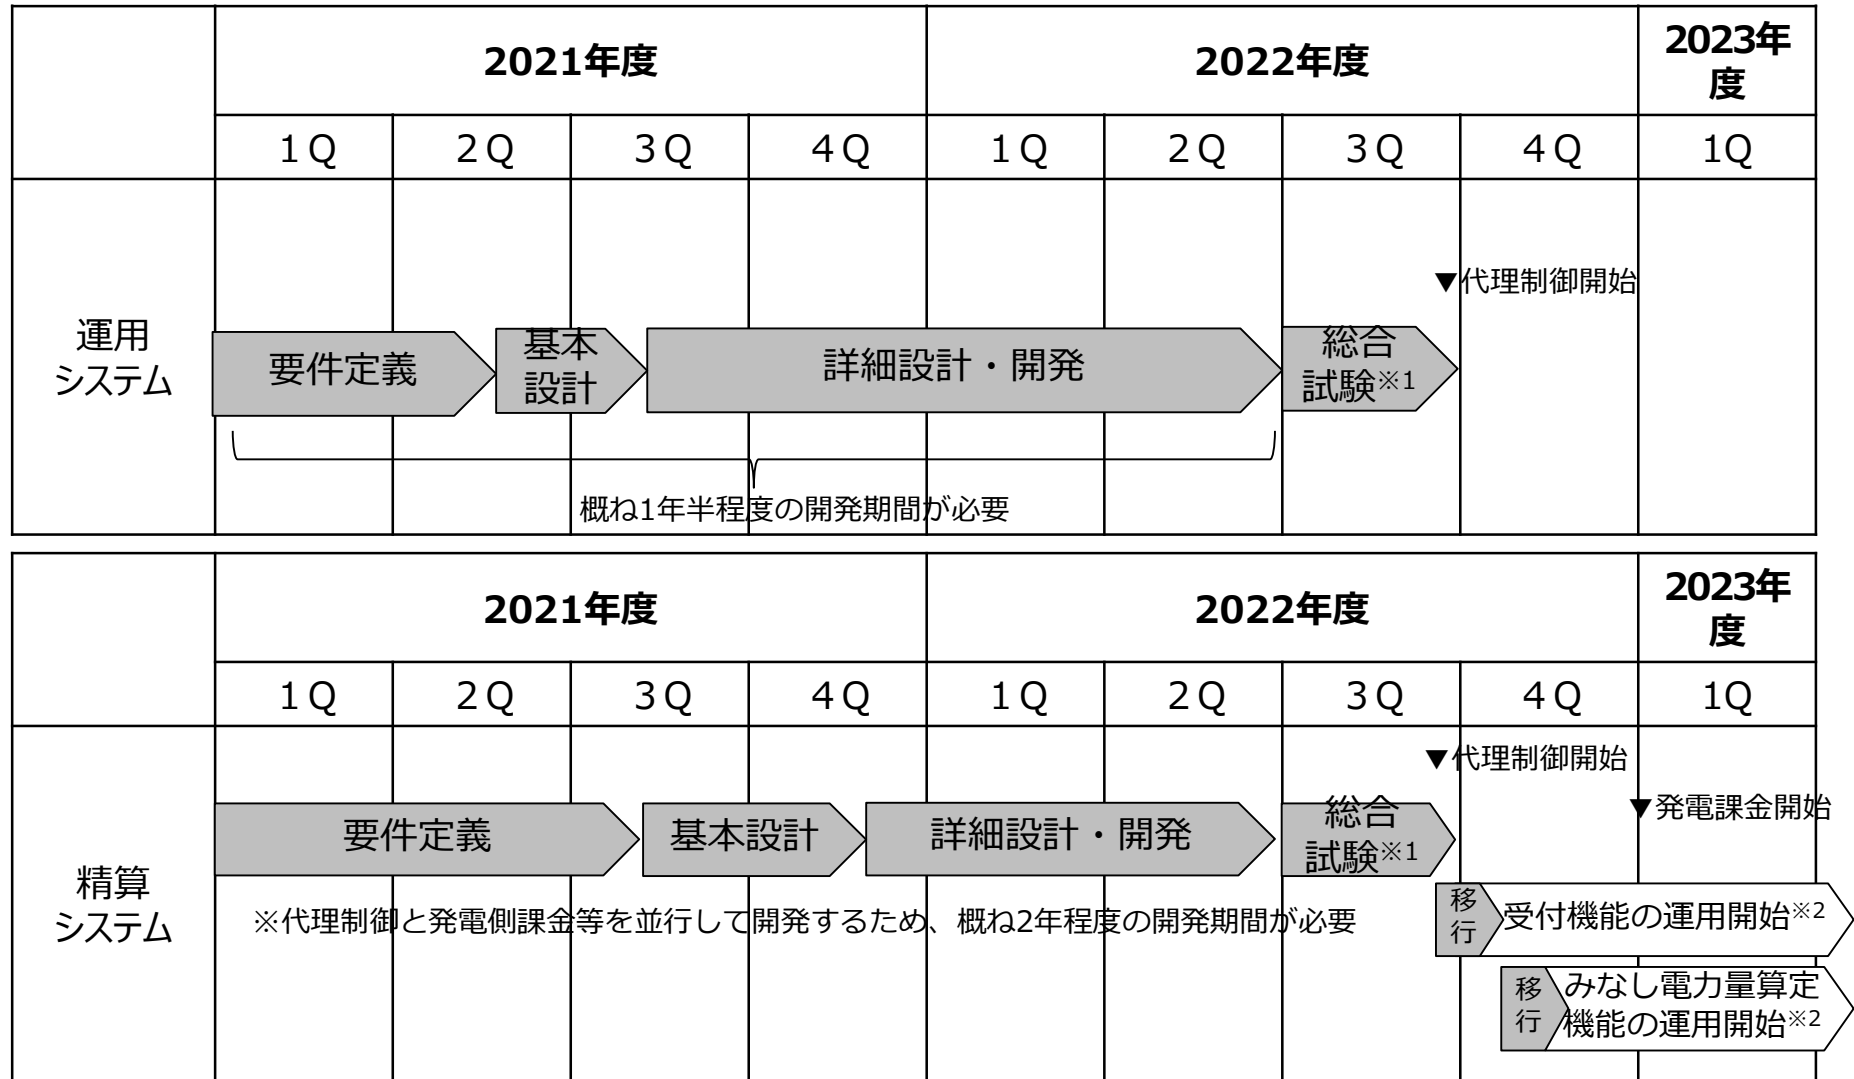 2021年度
2022年度
2023年
度
1Q
2Q
3Q
4Q
1Q
2Q
3Q
4Q
1Q
運用
システム
▼代理制御開始
要件定義
基本
設計
詳細設計・開発
総合
試験※1
概ね1年半程度の開発期間が必要
2021年度
2022年度
2023年
度
1Q
2Q
3Q
4Q
1Q
2Q
3Q
4Q
1Q
精算
システム
▼代理制御開始
▼発電課金開始
要件定義
基本設計
詳細設計・開発
総合
試験※1
※代理制御と発電側課金等を並行して開発するため、概ね2年程度の開発期間が必要
移
行
受付機能の運用開始※2
移
行
みなし電力量算定
機能の運用開始※2